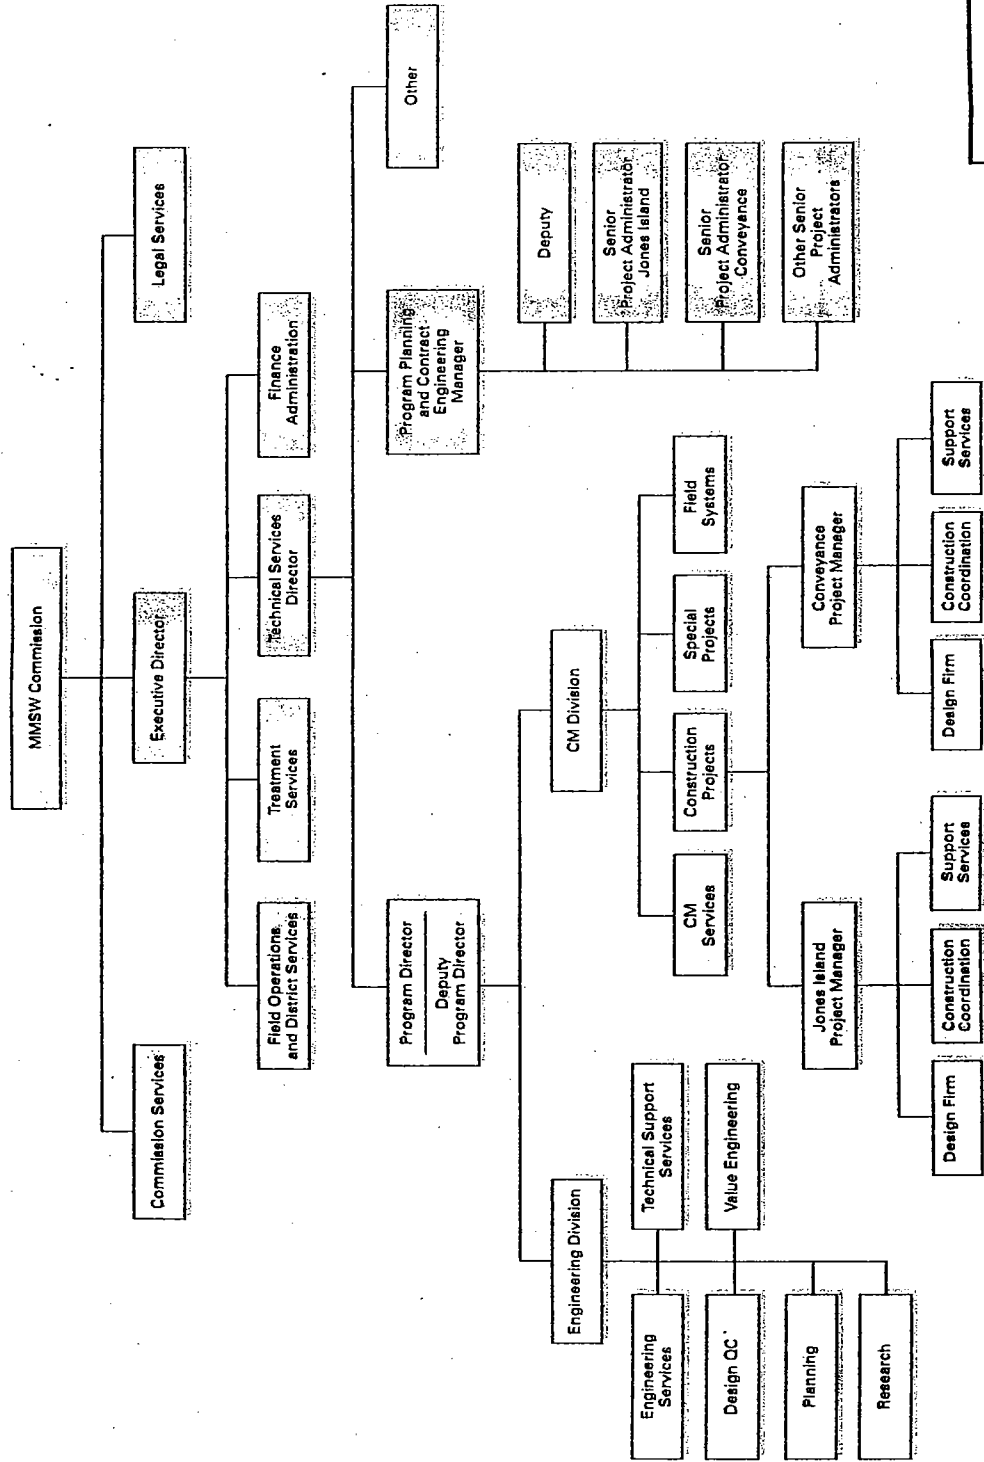 MMSW Commission
Commission Services
Executive Director
Legal Services
Field Operations
and District Services
Treatment
Services
Technical Services
Director
Finance
Administration
Program Director
Deputy
Program Director
Program Planning
and Contract
Engineering
Manager
Other
Engineering Division
CM Division
Deputy
Senior
Project Administrator
Jones Island
Senior
Project Administrator
Conveyance
Other Senior
Project
Administrators
Engineering
Services
Technical Support
Services
Design QC
Value Engineering
Planning
Research
CM
Services
Construction
Projects
Special
Projects
Field
Systems
Jones Island
Project Manager
Conveyance
Project Manager
Design Firm
Construction
Coordination
Support
Services
Design Firm
Construction
Coordination
Support
Services